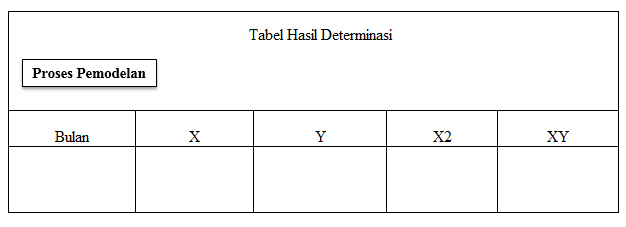 Tabel Hasil Determinasi
Proses Pemodelan
Bulan X Y X2 XY